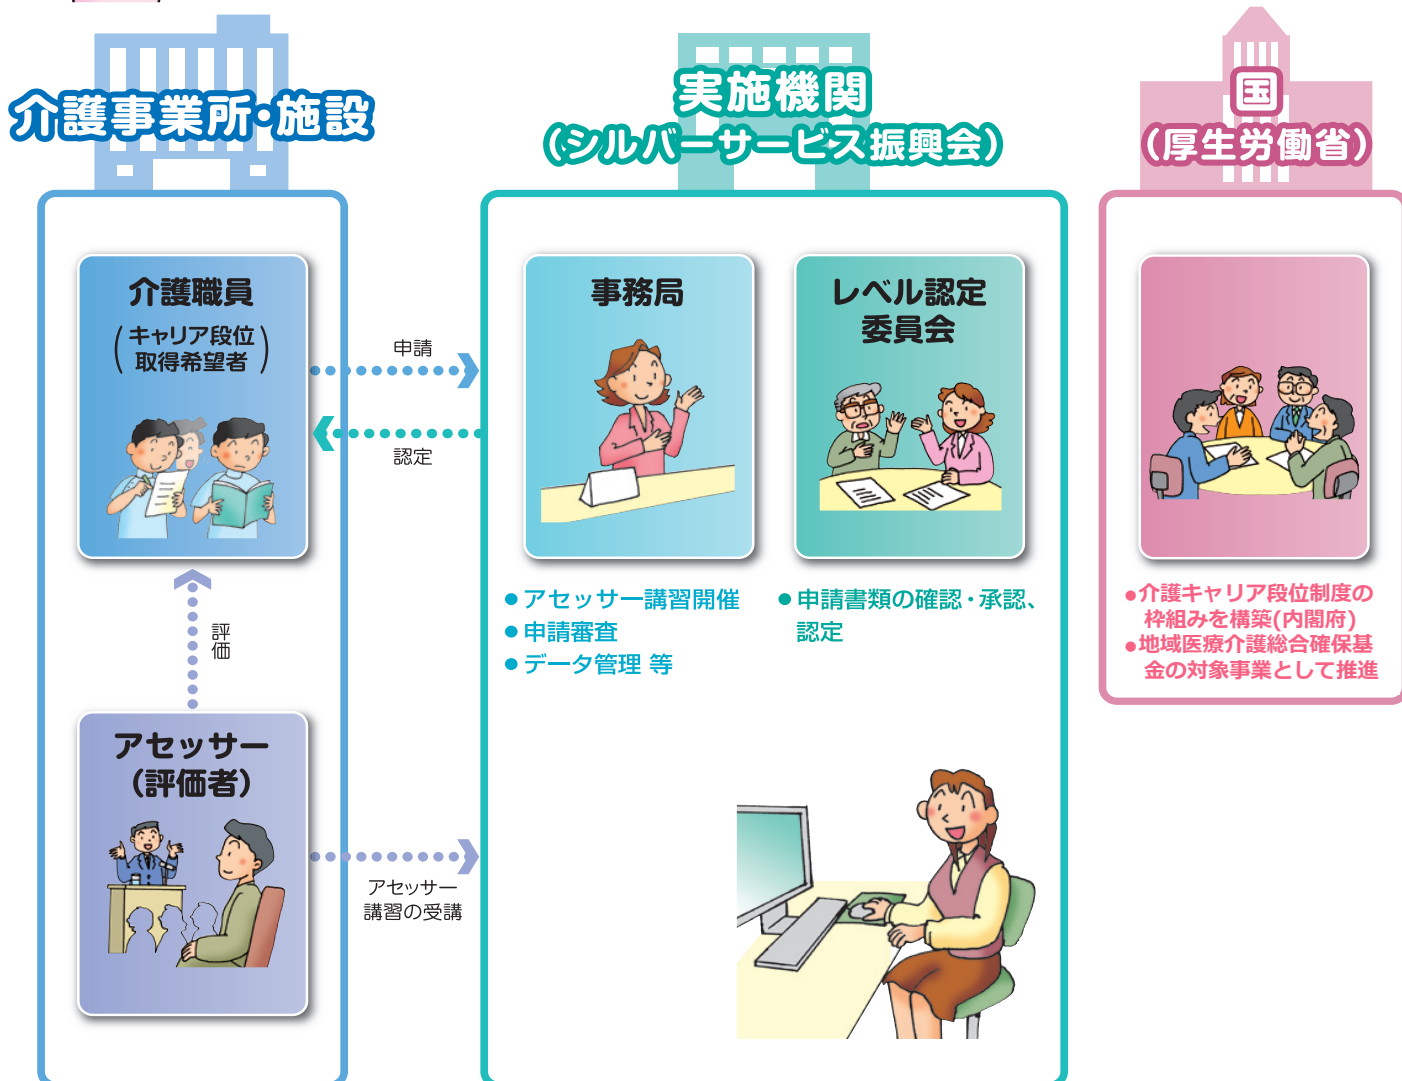 介護事業所・施設
介護職員
(キャリア段位
取得希望者)
評価
アセッサー
(評価者)
申請
認定
アセッサー
講習の受講
実施機関
(シルバーサービス振興会)
事務局
●アセッサー講習開催
●申請審査
●データ管理 等
レベル認定
委員会
●申請書類の確認・承認、
認定
国
(厚生労働省)
●介護キャリア段位制度の
枠組みを構築(内閣府)
●地域医療介護総合確保基
金の対象事業として推進